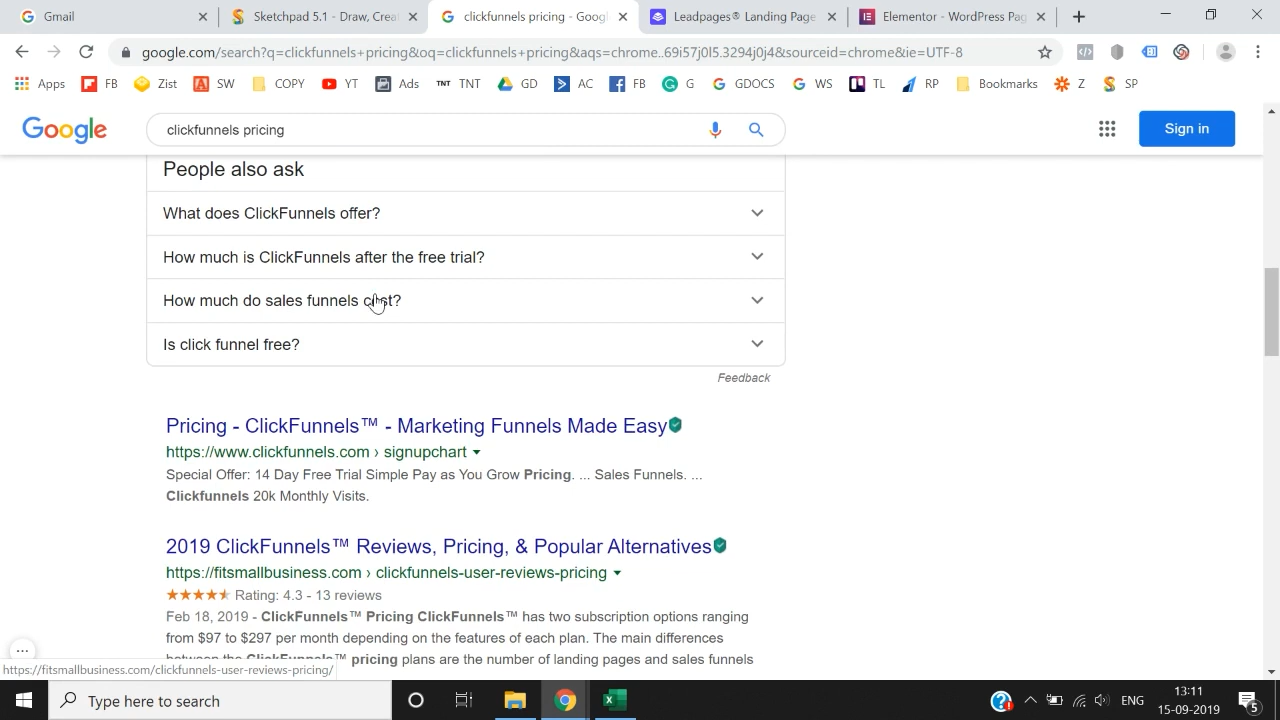 Gmail
Sketchpad 5.1 - Draw, Creat
clickfunnels pricing - Googl
Leadpages® Landing Page
Elementor - WordPress Pag
google.com/search?q=clickfunnels+pricing&oq=clickfunnels+pricing&aqs=chrome..69i57j0l5.3294j0j4&sourceid=chrome&ie=UTF-8
Apps FB Zist SW COPY YT Ads TNT TNT GD AC FB G GDOCS WS TL RP Bookmarks Z SP
Google
clickfunnels pricing
Sign in
People also ask
What does ClickFunnels offer?
How much is ClickFunnels after the free trial?
How much do sales funnels cost?
Is click funnel free?
Feedback
Pricing - ClickFunnels™ - Marketing Funnels Made Easy
https://www.clickfunnels.com › signupchart
Special Offer: 14 Day Free Trial Simple Pay as You Grow Pricing. ... Sales Funnels. ...
Clickfunnels 20k Monthly Visits.
2019 ClickFunnels™ Reviews, Pricing, & Popular Alternatives
https://fitsmallbusiness.com › clickfunnels-user-reviews-pricing
Rating: 4.3 - 13 reviews
Feb 18, 2019 - ClickFunnels™ Pricing ClickFunnels™ has two subscription options ranging
from $97 to $297 per month depending on the features of each plan. The main differences
between the ClickFunnels™ pricing plans are the number of landing pages and sales funnels
https://fitsmallbusiness.com/clickfunnels-user-reviews-pricing/
Type here to search
ENG
13:11
15-09-2019
5